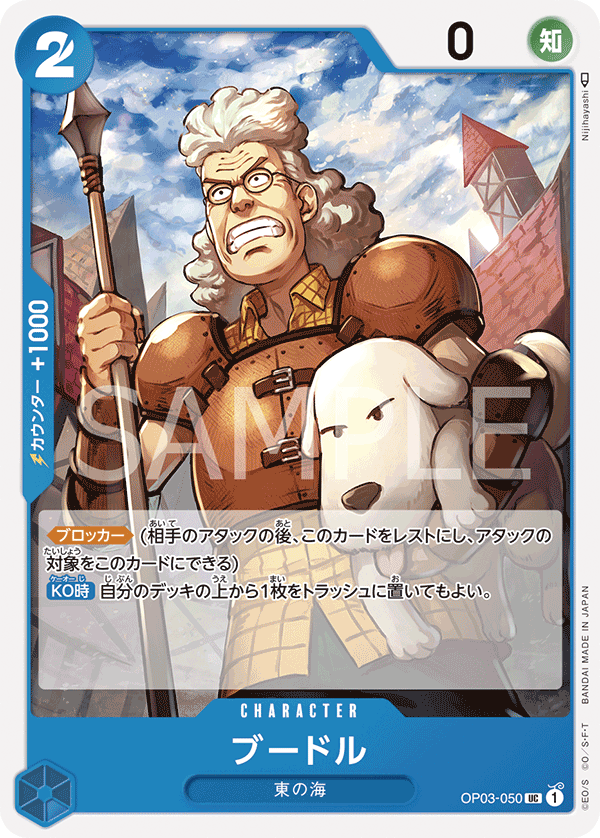 2
0
知
Nijihayashi
カウンター +1000
SAMPLE
ブロッカー (相手のアタックの後、このカードをレストにし、アタックの
対象をこのカードにできる)
KO時 自分のデッキの上から1枚をトラッシュに置いてもよい。
CHARACTER
ブードル
東の海
OP03-050 UC 1
©E.O/S ©O/S・F・T BANDAI MADE IN JAPAN